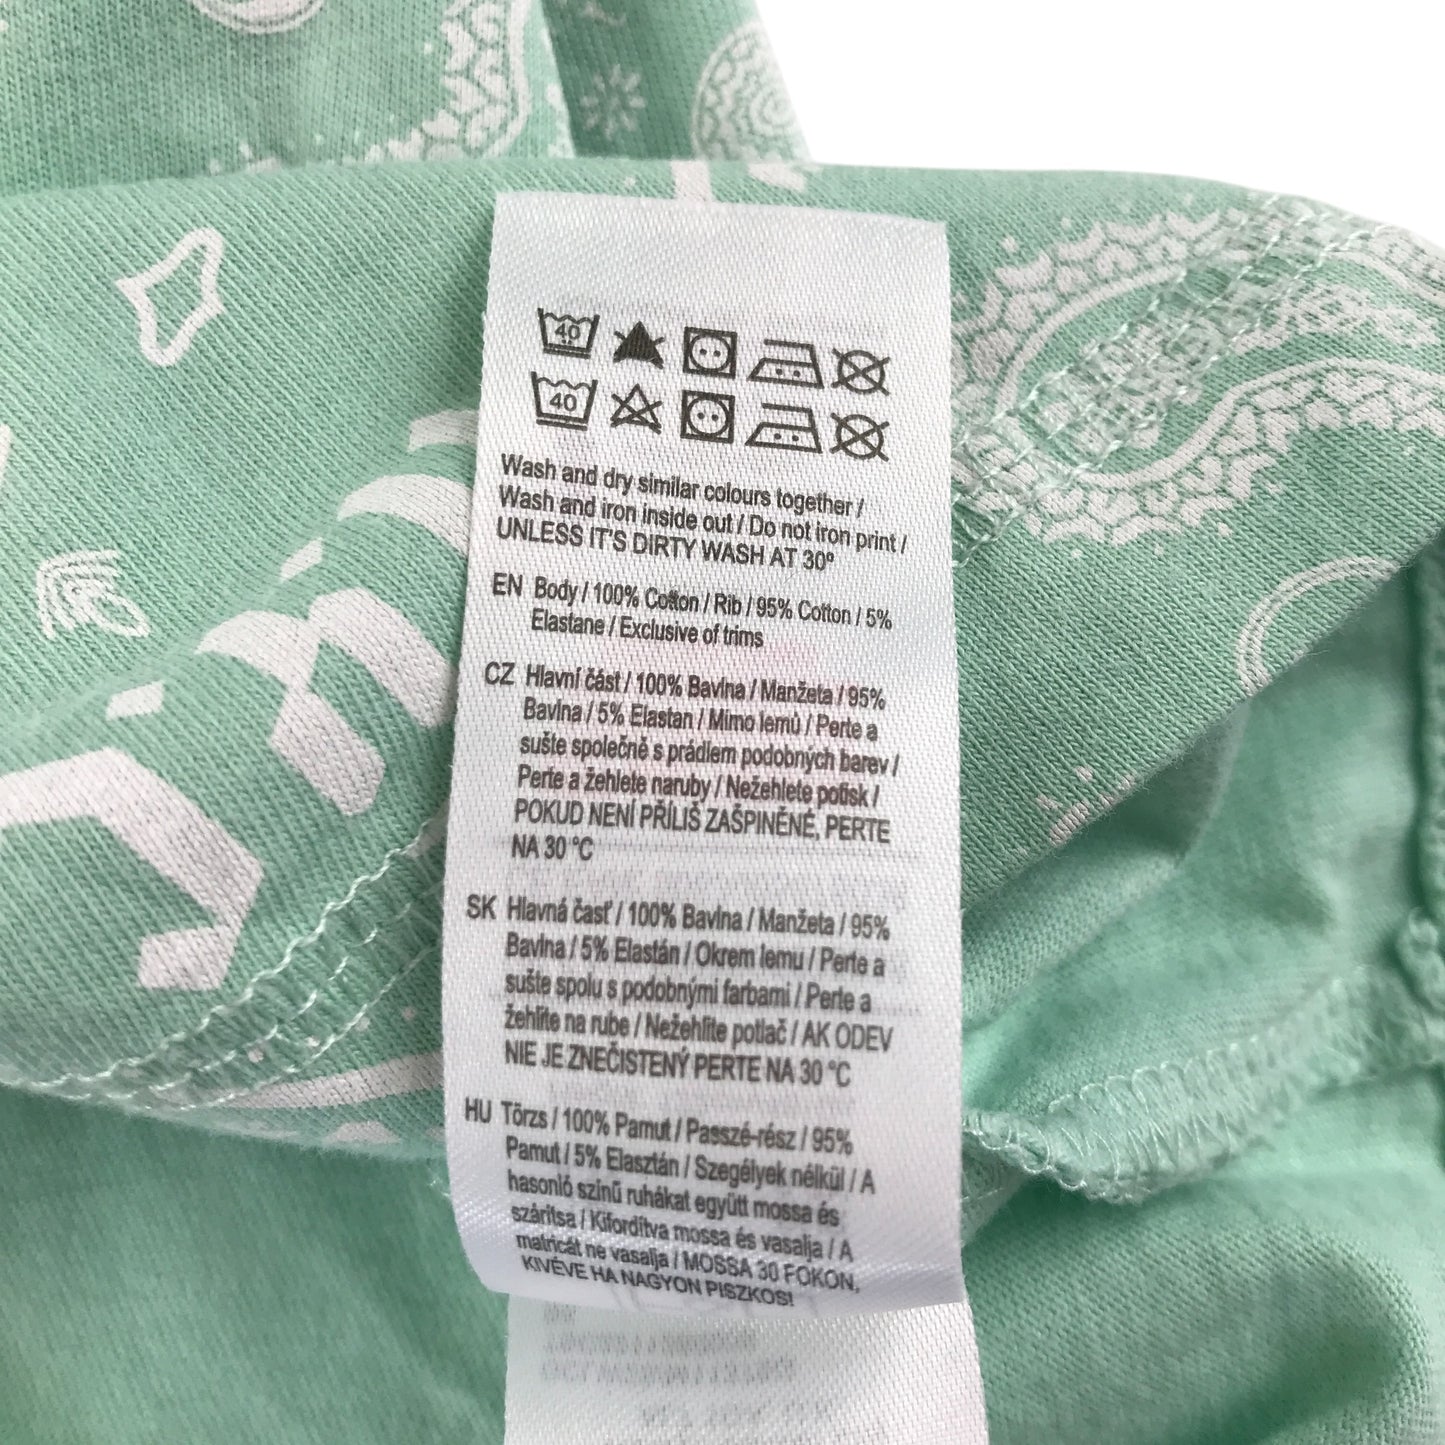 40
40
Wash and dry similar colours together /
Wash and iron inside out / Do not iron print /
UNLESS IT'S DIRTY WASH AT 30º
EN Body / 100% Cotton / Rib / 95% Cotton / 5%
Elastane / Exclusive of trims
CZ Hlavní část / 100% Bavlna / Manžeta / 95%
Bavlna / 5% Elastan / Mimo lemů / Perte a
sušte společně s prádlem podobných barev /
Perte a žehlete naruby / Nežehlete potisk /
POKUD NENÍ PŘÍLIŠ ZAŠPINĚNÉ, PERTE
NA 30 °C
SK Hlavná časť / 100% Bavlna / Manžeta / 95%
Bavlna / 5% Elastán / Okrem lemu / Perte a
sušte spolu s podobnými farbami / Perte a
žehlite na rube / Nežehlite potlač / AK ODEV
NIE JE ZNEČISTENÝ PERTE NA 30 °C
HU Törzs / 100% Pamut / Passzé-rész / 95%
Pamut / 5% Elasztán / Szegélyek nélkül / A
hasonló színű ruhákat együtt mossa és
szárítsa / Kifordítva mossa és vasalja / A
matricát ne vasalja / MOSSA 30 FOKON,
KIVÉVE HA NAGYON PISZKOS!